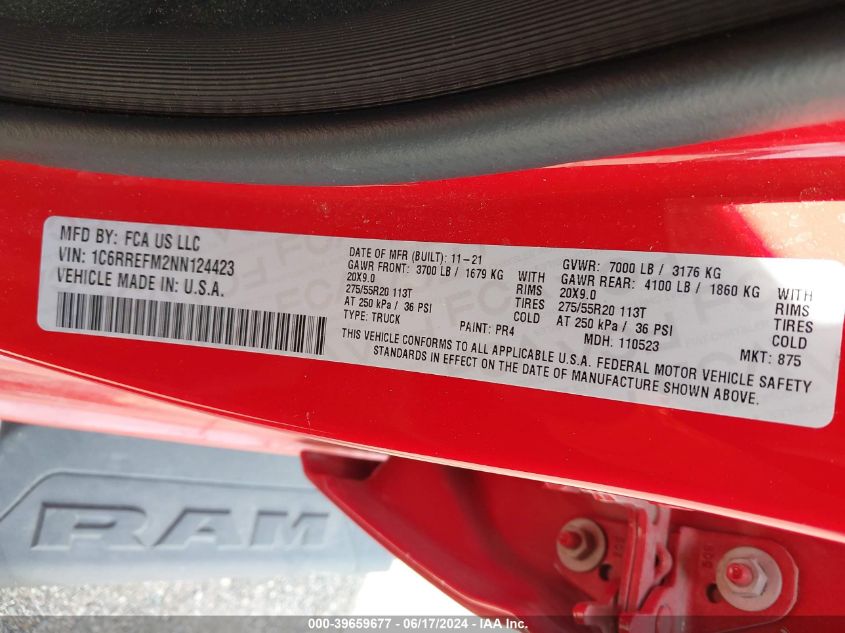 MFD BY: FCA US LLC
VIN: 1C6RREFM2NN124423
VEHICLE MADE IN: U.S.A.
DATE OF MFR (BUILT): 11-21
GAWR FRONT: 3700 LB / 1679 KG WITH
20X9.0 RIMS
275/55R20 113T TIRES
AT 250 kPa / 36 PSI COLD
TYPE: TRUCK PAINT: PR4
GVWR: 7000 LB / 3176 KG
GAWR REAR: 4100 LB / 1860 KG WITH
20X9.0 RIMS
275/55R20 113T TIRES
AT 250 kPa / 36 PSI COLD
MDH: 110523 MKT: 875
THIS VEHICLE CONFORMS TO ALL APPLICABLE U.S.A. FEDERAL MOTOR VEHICLE SAFETY
STANDARDS IN EFFECT ON THE DATE OF MANUFACTURE SHOWN ABOVE.
RAM
000-39659677 - 06/17/2024 - 1750309